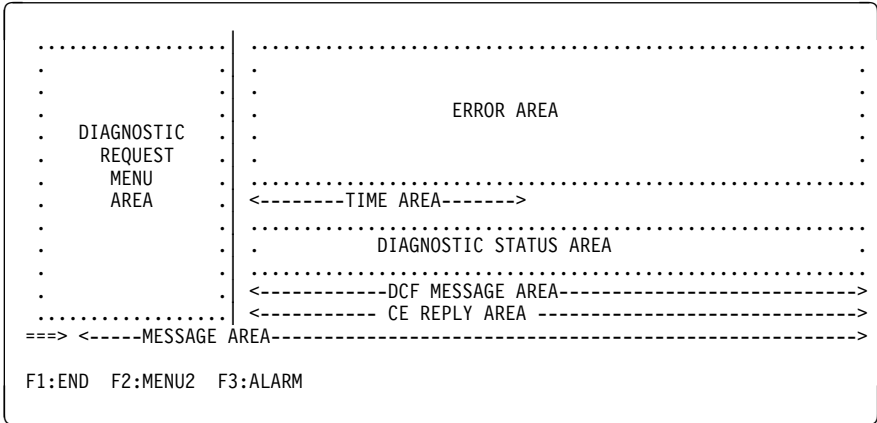 ERROR AREA
DIAGNOSTIC
REQUEST
MENU
AREA
<--------TIME AREA------->
DIAGNOSTIC STATUS AREA
<------------DCF MESSAGE AREA---------------------------->
<----------- CE REPLY AREA ------------------------------>
===> <-----MESSAGE AREA------------------------------------------------------->
F1:END F2:MENU2 F3:ALARM